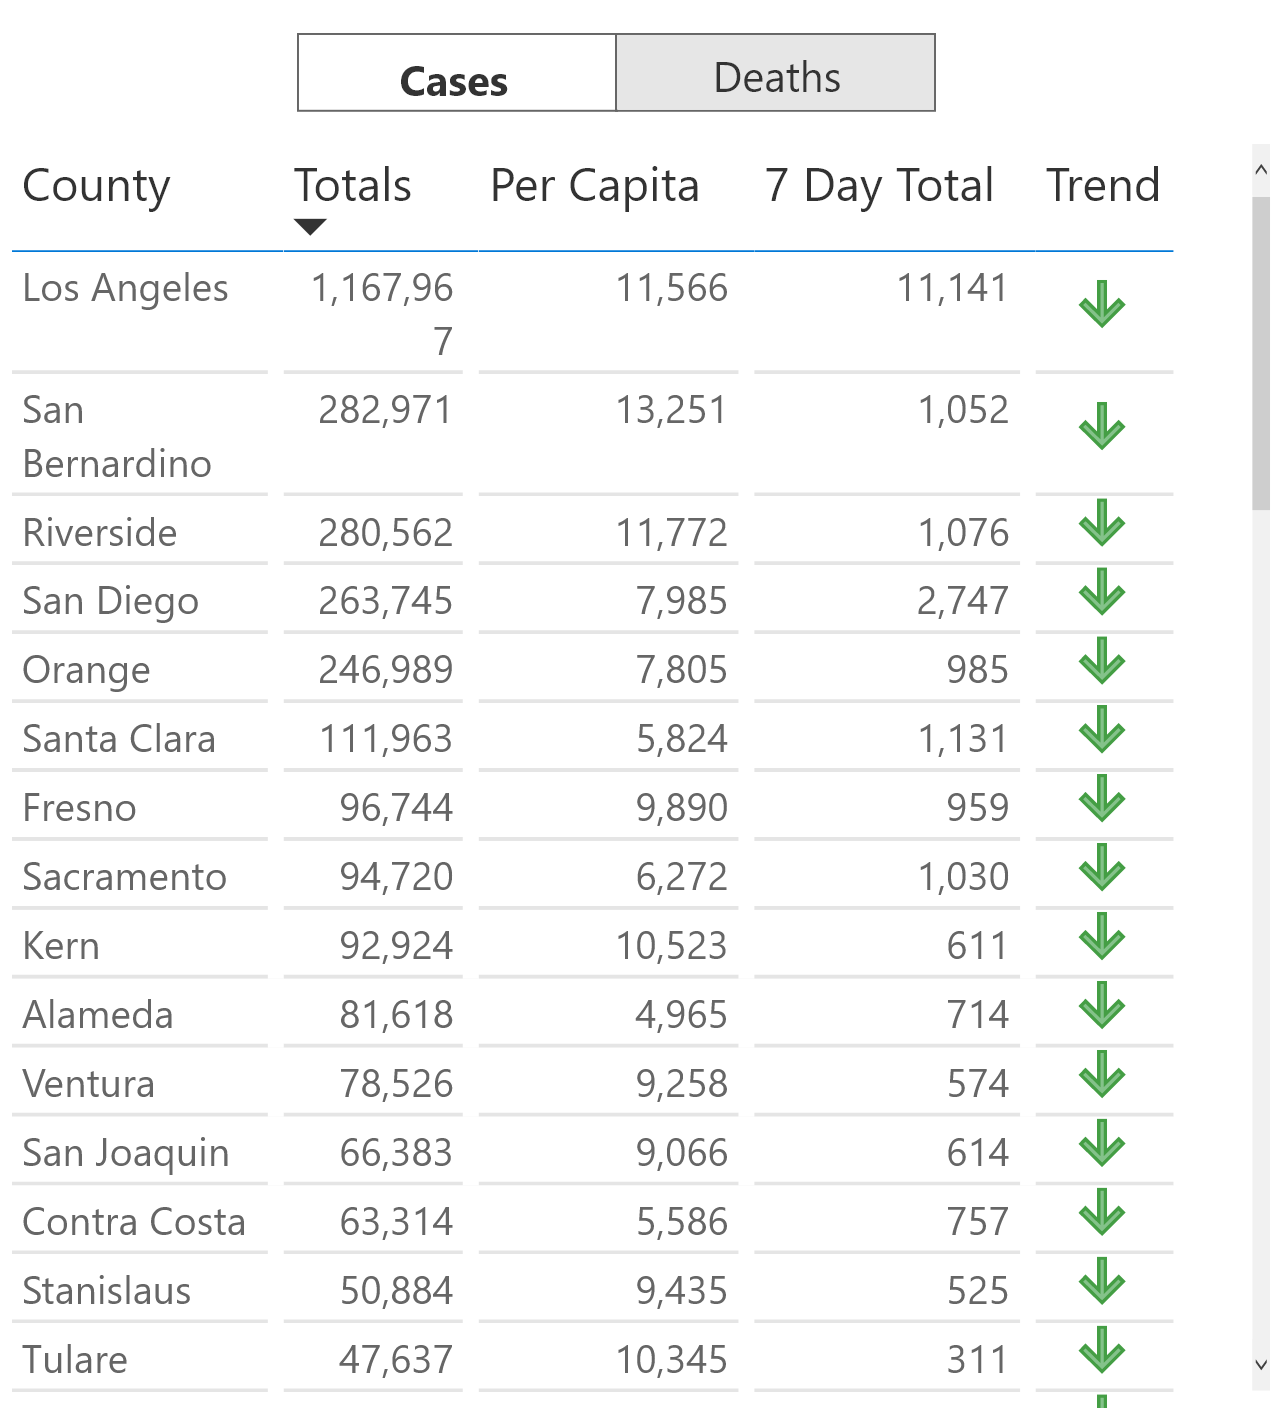 Cases Deaths
County Totals Per Capita 7 Day Total Trend
Los Angeles 1,167,96 11,566 11,141
7
San 282,971 13,251 1,052
Bernardino
Riverside 280,562 11,772 1,076
San Diego 263,745 7,985 2,747
Orange 246,989 7,805 985
Santa Clara 111,963 5,824 1,131
Fresno 96,744 9,890 959
Sacramento 94,720 6,272 1,030
Kern 92,924 10,523 611
Alameda 81,618 4,965 714
Ventura 78,526 9,258 574
San Joaquin 66,383 9,066 614
Contra Costa 63,314 5,586 757
Stanislaus 50,884 9,435 525
Tulare 47,637 10,345 311